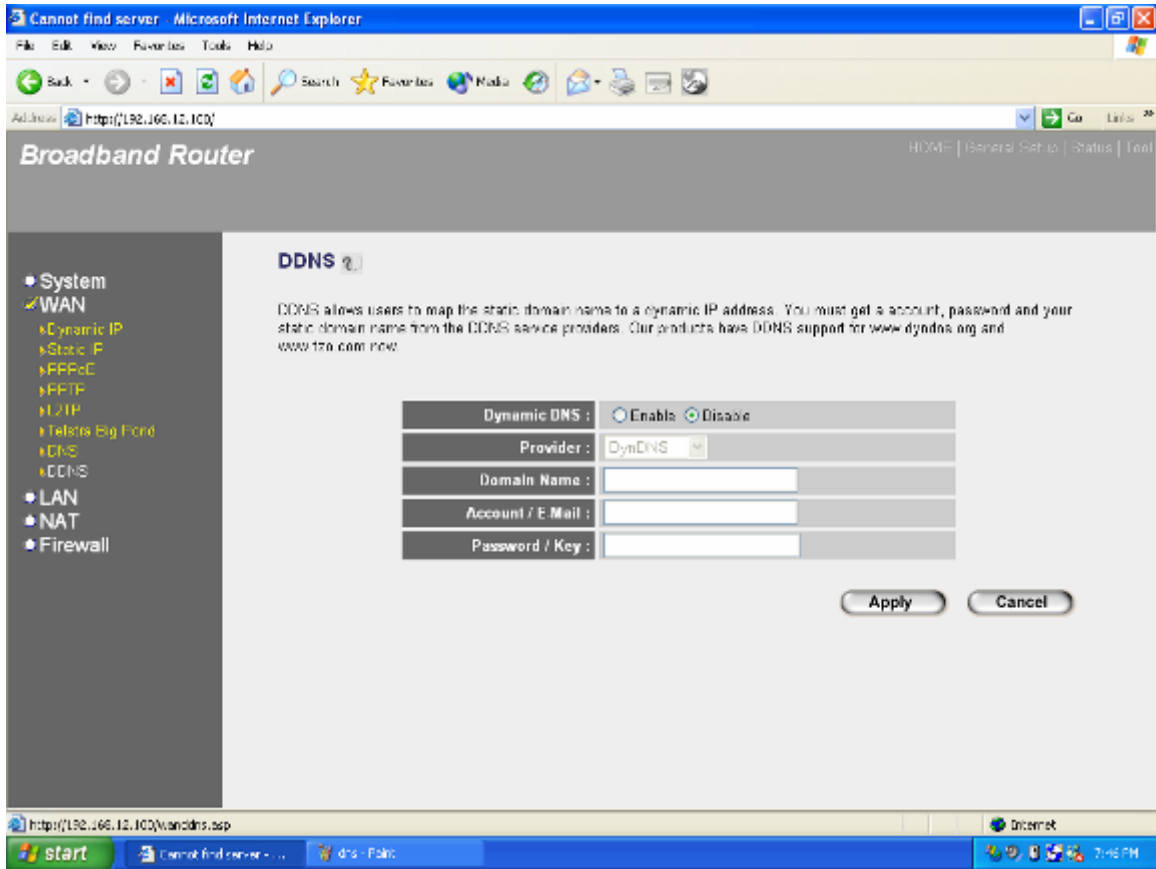 Cannot find server - Microsoft Internet Explorer
File Edit View Favorites Tools Help
Back Search Favorites Media
Address http://192.168.12.100/ Go Links »
Broadband Router
HOME | General Setup | Status | Tool
System
WAN
Dynamic IP
Static IP
PPPoE
PPTP
L2TP
Telstra Big Pond
DNS
DDNS
LAN
NAT
Firewall
DDNS
DDNS allows users to map the static domain name to a dynamic IP address. You must get a account, password and your
static domain name from the DDNS service providers. Our products have DDNS support for www.dyndns.org and
www.tzo.com now.
Dynamic DNS : Enable Disable
Provider : DynDNS
Domain Name :
Account / E-Mail :
Password / Key :
Apply Cancel
http://192.168.12.100/wanddns.asp Internet
start Cannot find server - ... dns - Paint 7:46 PM